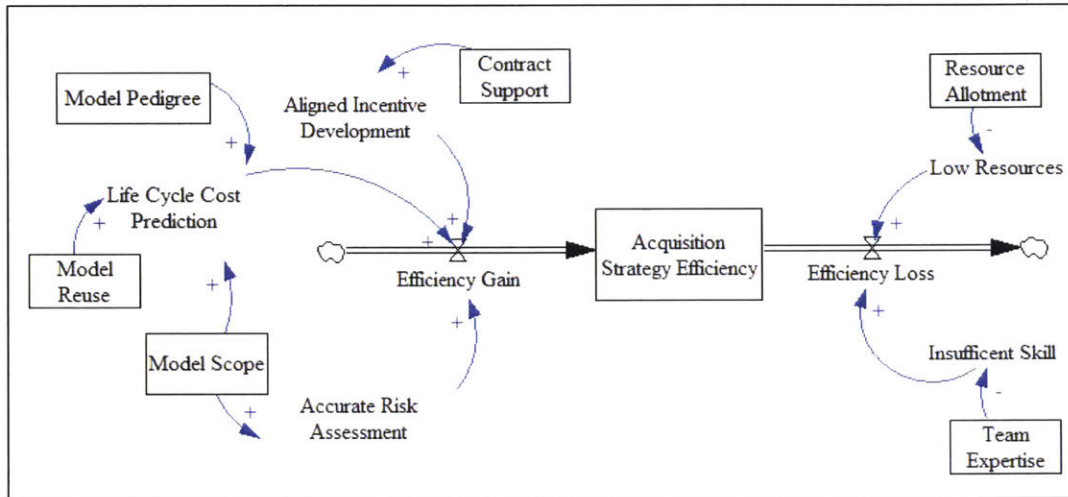 Contract
Support
Resource
Allotment
Model Pedigree
+
Aligned Incentive
Development
+
-
Low Resources
Life Cycle Cost
Prediction
+
+
Model
Reuse
+
+
+
Efficiency Gain
Acquisition
Strategy Efficiency
+
Efficiency Loss
+
Model Scope
+
Accurate Risk
Assessment
+
+
Insufficent Skill
-
Team
Expertise